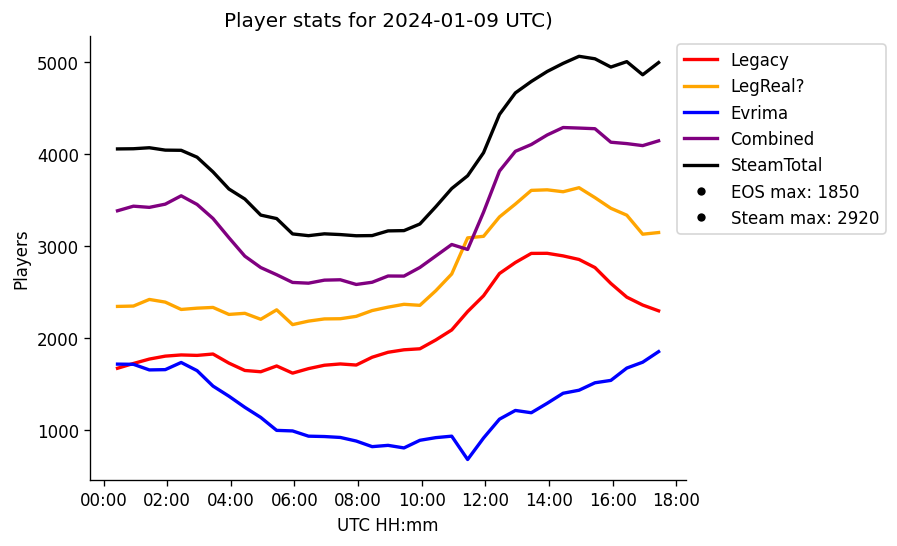 Player stats for 2024-01-09 UTC)
Players
5000
4000
3000
2000
1000
00:00 02:00 04:00 06:00 08:00 10:00 12:00 14:00 16:00 18:00
UTC HH:mm
Legacy
LegReal?
Evrima
Combined
SteamTotal
EOS max: 1850
Steam max: 2920